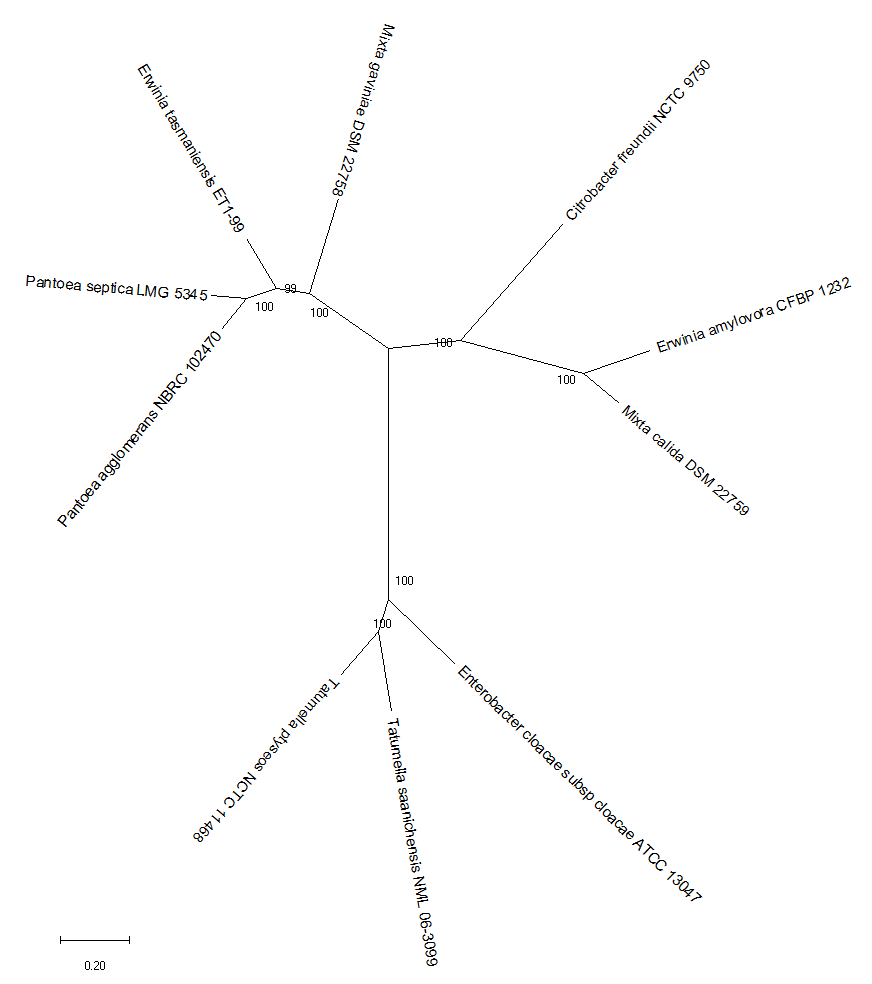 Mixta gaviniae DSM 22758
Citrobacter freundii NCTC 9750
Erwinia tasmaniensis ET1-99
Pantoea septica LMG 5345
99
100
100
Erwinia amylovora CFBP 1232
100
100
Pantoea agglomerans NBRC 102470
Mixta calida DSM 22759
100
100
Enterobacter cloacae subsp cloacae ATCC 13047
Tatumella ptyseos NCTC 11468
Tatumella saanichensis NML 06-3099
0.20